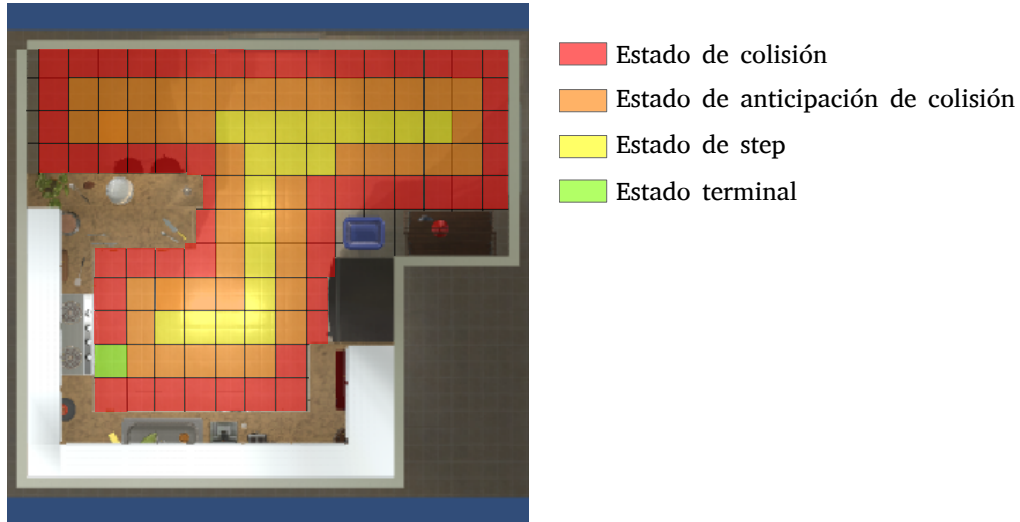 Estado de colisión
Estado de anticipación de colisión
Estado de step
Estado terminal